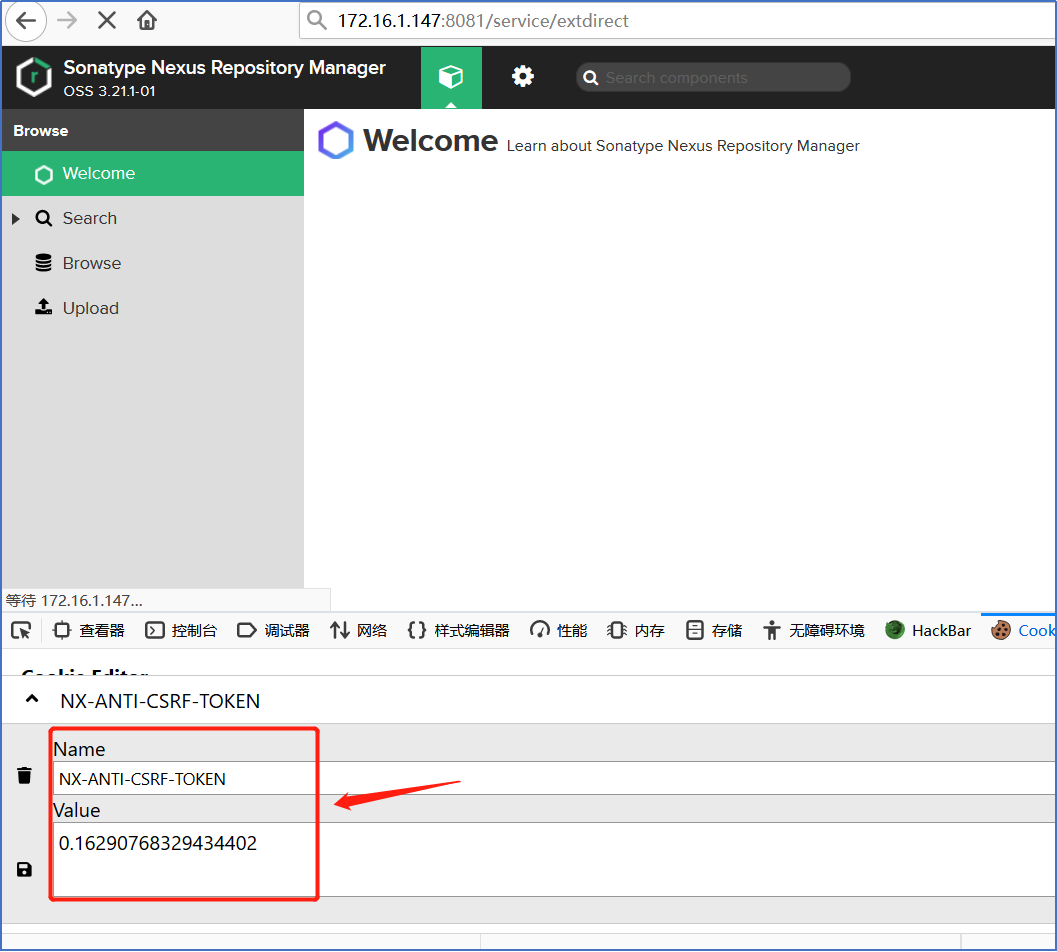 172.16.1.147:8081/service/extdirect
Sonatype Nexus Repository Manager
OSS 3.21.1-01
Search components
Browse
Welcome
Search
Browse
Upload
Welcome Learn about Sonatype Nexus Repository Manager
等待 172.16.1.147...
查看器 控制台 调试器 网络 样式编辑器 性能 内存 存储 无障碍环境 HackBar Cook
Cookie Editor
NX-ANTI-CSRF-TOKEN
Name
NX-ANTI-CSRF-TOKEN
Value
0.16290768329434402